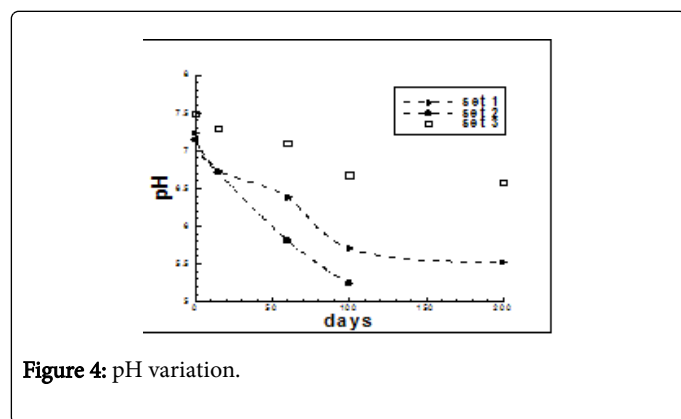 8
7.5
7
6.5
6
5.5
5
pH
set 1
set 2
set 3
0 50 100 150 200
days
Figure 4: pH variation.